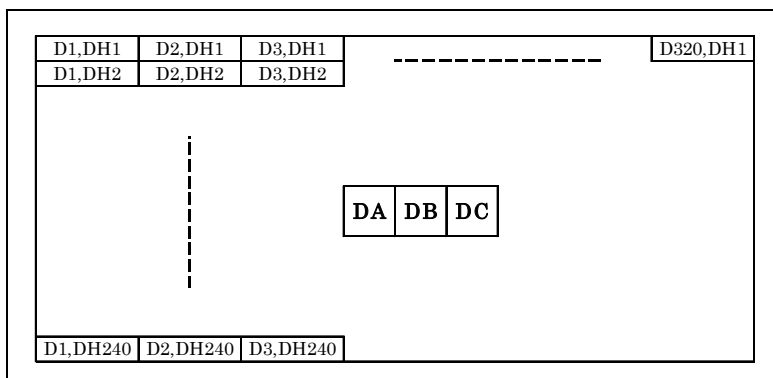 D1,DH1 D2,DH1 D3,DH1 D320,DH1
D1,DH2 D2,DH2 D3,DH2
DA DB DC
D1,DH240 D2,DH240 D3,DH240